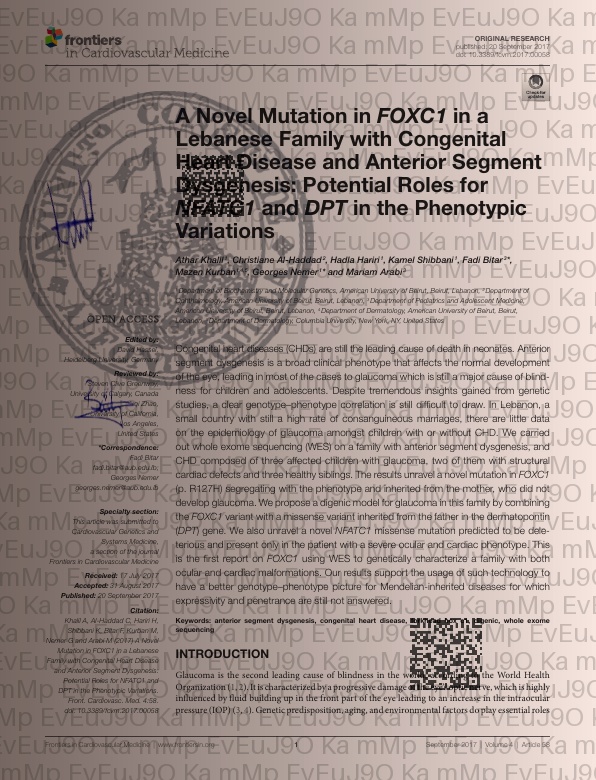 frontiers
in Cardiovascular Medicine
ORIGINAL RESEARCH
published: 20 September 2017
doi: 10.3389/fcvm.2017.00058
Check for
updates
A Novel Mutation in FOXC1 in a
Lebanese Family with Congenital
Heart Disease and Anterior Segment
Dysgenesis: Potential Roles for
NFATC1 and DPT in the Phenotypic
Variations
Athar Khalil¹, Christiane Al-Haddad², Hadla Hariri¹, Kamel Shibbani¹, Fadi Bitar³*,
Mazen Kurban¹,⁴,⁵, Georges Nemer¹* and Mariam Arabi³
¹ Department of Biochemistry and Molecular Genetics, American University of Beirut, Beirut, Lebanon, ² Department of
Ophthalmology, American University of Beirut, Beirut, Lebanon, ³ Department of Pediatrics and Adolescent Medicine,
American University of Beirut, Beirut, Lebanon, ⁴ Department of Dermatology, American University of Beirut, Beirut,
Lebanon, ⁵ Department of Dermatology, Columbia University, New York, NY, United States
OPEN ACCESS
Edited by:
Heidelberg University, Germany
Reviewed by:
University of Calgary, Canada
University of California,
Los Angeles,
United States
*Correspondence:
Fadi Bitar
fadi.bitar@aub.edu.lb;
Georges Nemer
georges.nemer@aub.edu.lb
Specialty section:
This article was submitted to
Cardiovascular Genetics and
Systems Medicine,
a section of the journal
Frontiers in Cardiovascular Medicine
Received: 17 July 2017
Accepted: 31 August 2017
Published: 20 September 2017
Citation:
Khalil A, Al-Haddad C, Hariri H,
Shibbani K, Bitar F, Kurban M,
Nemer G and Arabi M (2017) A Novel
Mutation in FOXC1 in a Lebanese
Family with Congenital Heart Disease
and Anterior Segment Dysgenesis:
Potential Roles for NFATC1 and
DPT in the Phenotypic Variations.
Front. Cardiovasc. Med. 4:58.
doi: 10.3389/fcvm.2017.00058
Congenital heart diseases (CHDs) are still the leading cause of death in neonates. Anterior
segment dysgenesis is a broad clinical phenotype that affects the normal development
of the eye, leading in most of the cases to glaucoma which is still a major cause of blind-
ness for children and adolescents. Despite tremendous insights gained from genetic
studies, a clear genotype–phenotype correlation is still difficult to draw. In Lebanon, a
small country with still a high rate of consanguineous marriages, there are little data
on the epidemiology of glaucoma amongst children with or without CHD. We carried
out whole exome sequencing (WES) on a family with anterior segment dysgenesis, and
CHD composed of three affected children with glaucoma, two of them with structural
cardiac defects and three healthy siblings. The results unravel a novel mutation in FOXC1
(p. R127H) segregating with the phenotype and inherited from the mother, who did not
develop glaucoma. We propose a digenic model for glaucoma in this family by combining
the FOXC1 variant with a missense variant inherited from the father in the dermatopontin
(DPT) gene. We also unravel a novel NFATC1 missense mutation predicted to be dele-
terious and present only in the patient with a severe ocular and cardiac phenotype. This
is the first report on FOXC1 using WES to genetically characterize a family with both
ocular and cardiac malformations. Our results support the usage of such technology to
have a better genotype–phenotype picture for Mendelian-inherited diseases for which
expressivity and penetrance are still not answered.
Keywords: anterior segment dysgenesis, congenital heart disease, digenic, whole exome
sequencing
INTRODUCTION
Glaucoma is the second leading cause of blindness in the world according to the World Health
Organization (1, 2). It is characterized by a progressive damage of the optic nerve, which is highly
influenced by fluid building up in the front part of the eye leading to an increase in the intraocular
pressure (IOP) (3, 4). Genetic predisposition, aging, and environmental factors do play essential roles
Frontiers in Cardiovascular Medicine | www.frontiersin.org
1
September 2017 | Volume 4 | Article 58